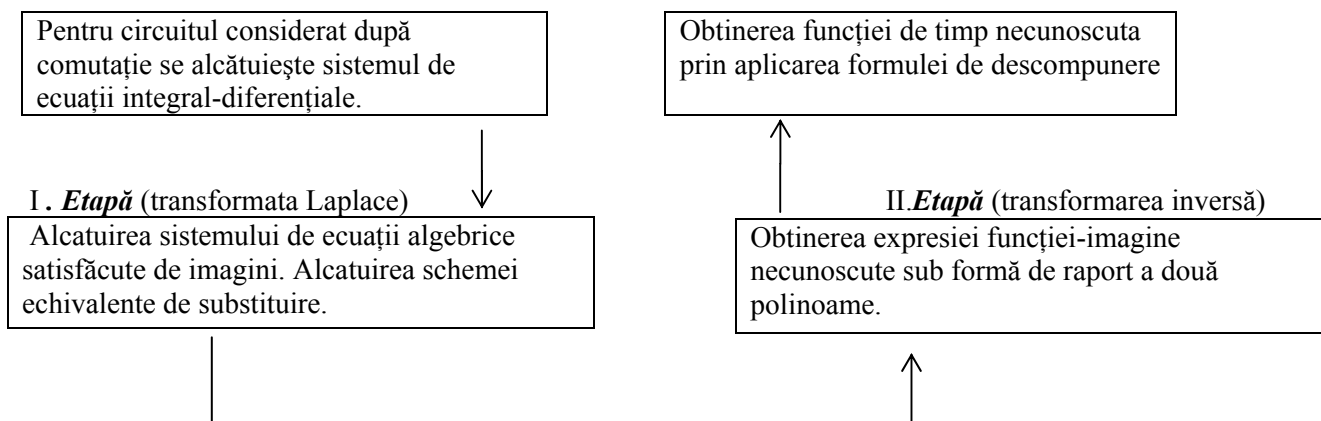 Pentru circuitul considerat după
comutație se alcătuieşte sistemul de
ecuații integral-diferențiale.
I . Etapă (transformata Laplace)
Alcatuirea sistemului de ecuații algebrice
satisfăcute de imagini. Alcatuirea schemei
echivalente de substituire.
Obtinerea funcției de timp necunoscuta
prin aplicarea formulei de descompunere
II.Etapă (transformarea inversă)
Obtinerea expresiei funcției-imagine
necunoscute sub formă de raport a două
polinoame.